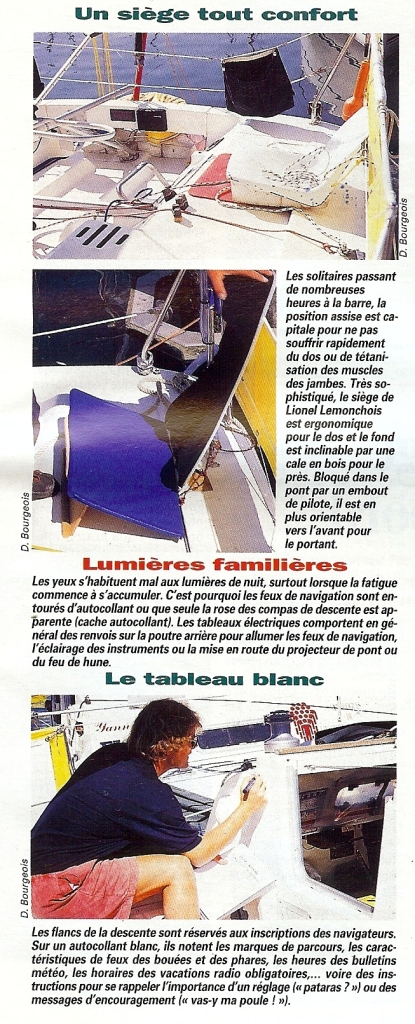 Un siège tout confort
D. Bourgeois
Les solitaires passant
de nombreuses
heures à la barre, la
position assise est ca-
pitale pour ne pas
souffrir rapidement
du dos ou de tétani-
sation des muscles
des jambes. Très so-
phistiqué, le siège de
Lionel Lemonchois
est ergonomique
pour le dos et le fond
est inclinable par une
cale en bois pour le
près. Bloqué dans le
pont par un embout
de pilote, il est en
plus orientable
vers l'avant pour
le portant.
D. Bourgeois
Lumières familières
Les yeux s'habituent mal aux lumières de nuit, surtout lorsque la fatigue
commence à s'accumuler. C'est pourquoi les feux de navigation sont en-
tourés d'autocollant ou que seule la rose des compas de descente est ap-
parente (cache autocollant). Les tableaux électriques comportent en gé-
néral des renvois sur la poutre arrière pour allumer les feux de navigation,
l'éclairage des instruments ou la mise en route du projecteur de pont ou
du feu de hune.
Le tableau blanc
Yann
D. Bourgeois
Les flancs de la descente sont réservés aux inscriptions des navigateurs.
Sur un autocollant blanc, ils notent les marques de parcours, les carac-
téristiques de feux des bouées et des phares, les heures des bulletins
météo, les horaires des vacations radio obligatoires,... voire des ins-
tructions pour se rappeler l'importance d'un réglage (« pataras ? ») ou des
messages d'encouragement (« vas-y ma poule ! »).